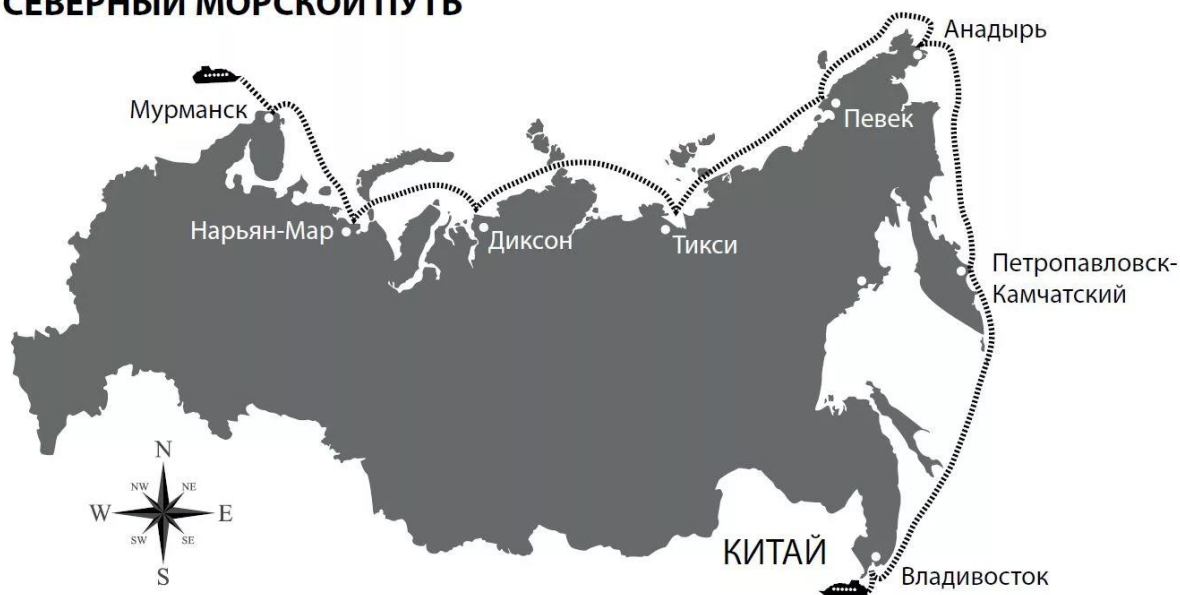 СЕВЕРНЫЙ МОРСКОЙ ПУТЬ
Анадырь
Мурманск
Певек
Нарьян-Мар
Диксон
Тикси
Петропавловск-
Камчатский
N
NW
NE
W
E
SW
SE
S
КИТАЙ
Владивосток